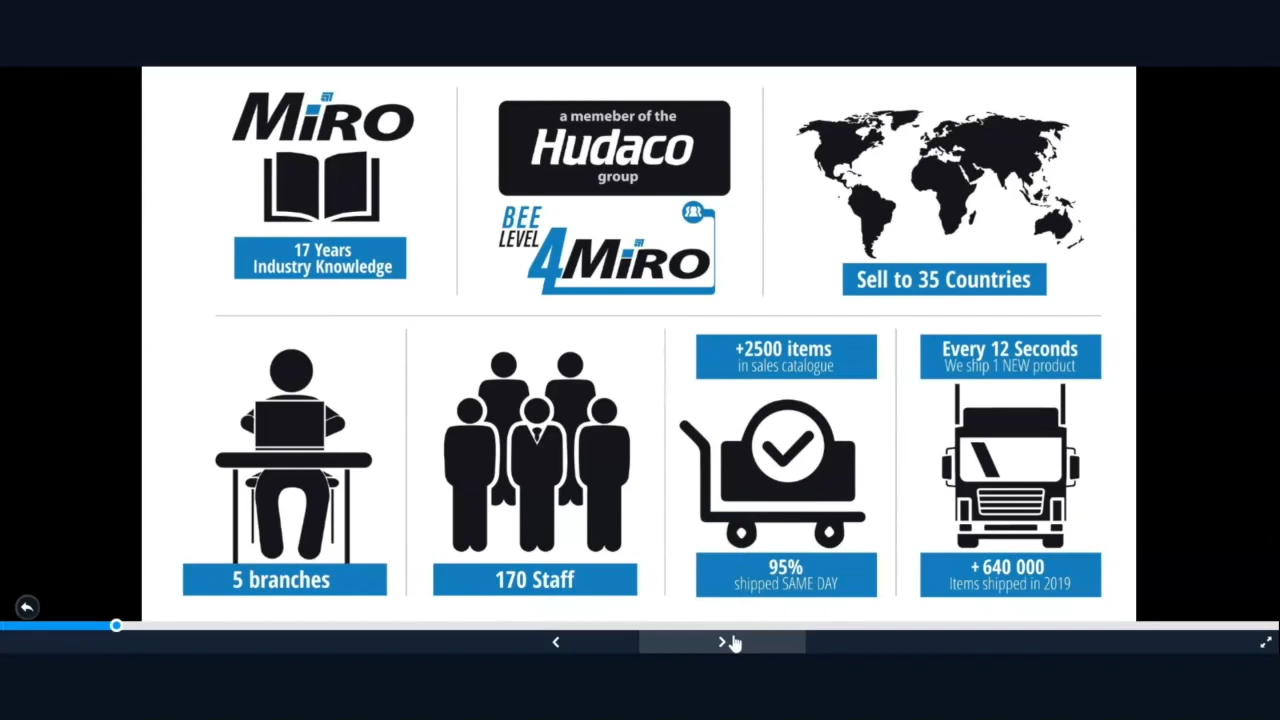 MiRO
17 Years
Industry Knowledge
a memeber of the
Hudaco
group
BEE
LEVEL
4 MiRO
Sell to 35 Countries
5 branches
170 Staff
+2500 items
in sales catalogue
95%
shipped SAME DAY
Every 12 Seconds
We ship 1 NEW product
+ 640 000
Items shipped in 2019